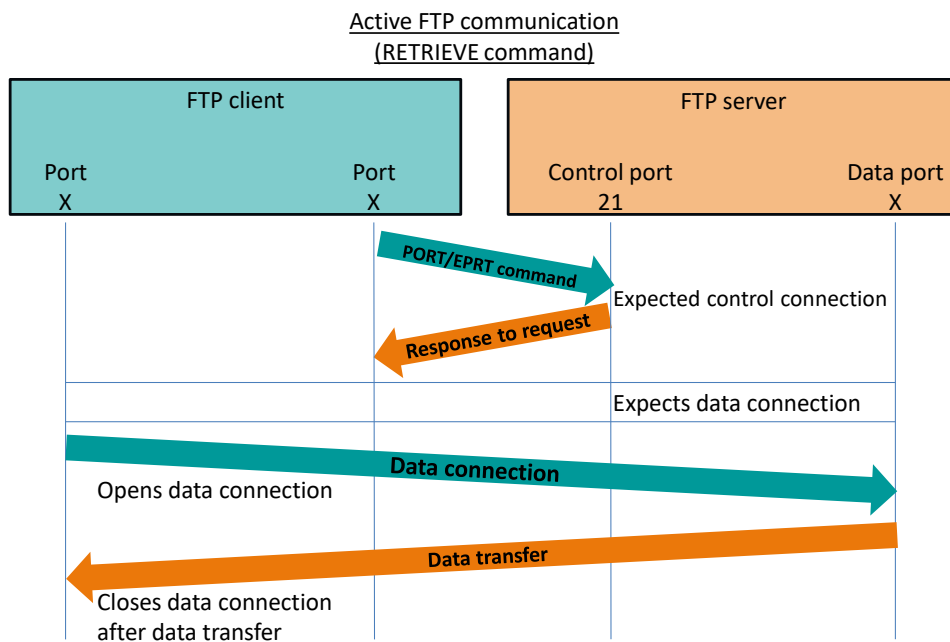 Active FTP communication
(RETRIEVE command)
FTP client
FTP server
Port
X
Port
X
Control port
21
Data port
X
PORT/EPRT command
Expected control connection
Response to request
Expects data connection
Data connection
Opens data connection
Data transfer
Closes data connection
after data transfer